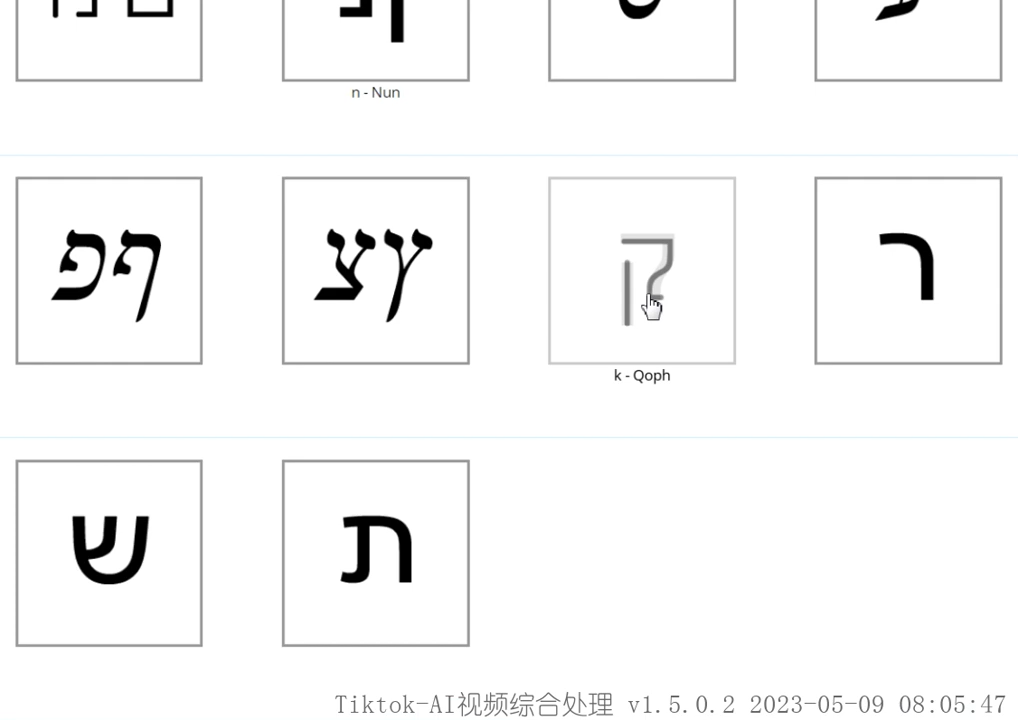 n - Nun
ףפ ץצ ק ר
k - Qoph
ש ת
Tiktok-AI视频综合处理 v1.5.0.2 2023-05-09 08:05:47